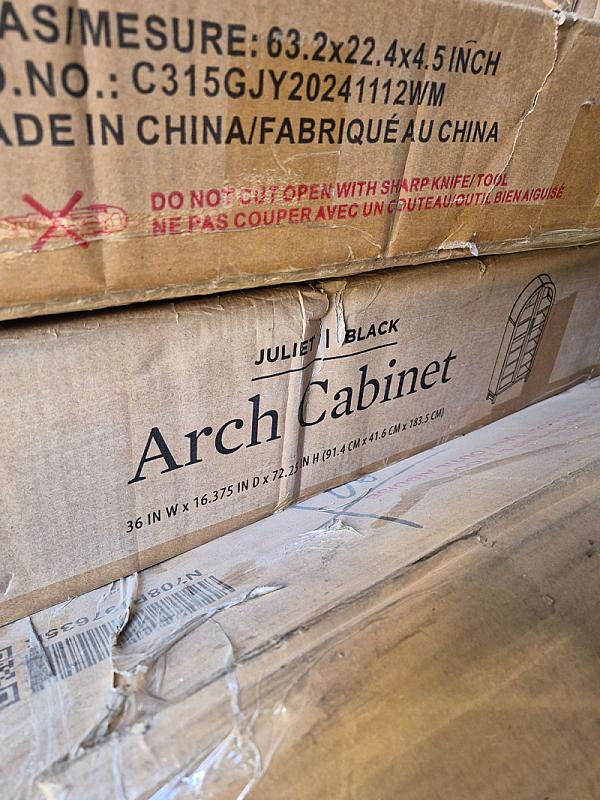 AS/MESURE: 63.2x22.4x4.5 INCH
O.NO.: C315GJY20241112WM
ADE IN CHINA/FABRIQUÉ AU CHINA
DO NOT CUT OPEN WITH SHARP KNIFE/TOOL
NE PAS COUPER AVEC UN COUTEAU/OUTIL BIEN AIGUISÉ
JULIET | BLACK
Arch Cabinet
36 IN W x 16.375 IN D x 72.25 IN H (91.4 CM x 41.6 CM x 183.5 CM)